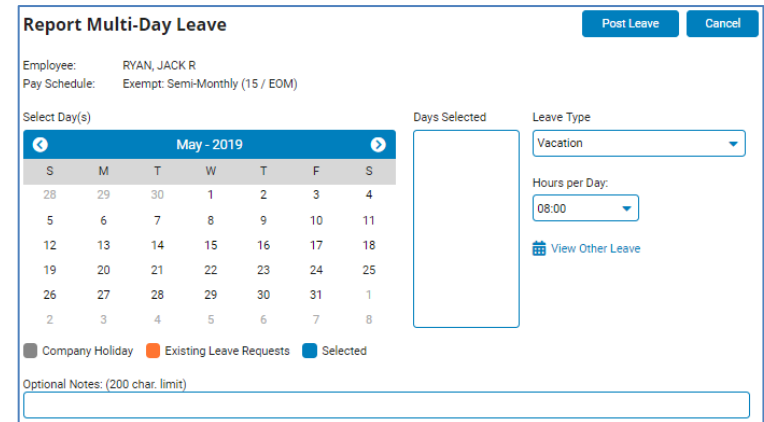 Report Multi-Day Leave
Post Leave
Cancel
Employee: RYAN, JACK R
Pay Schedule: Exempt: Semi-Monthly (15 / EOM)
Select Day(s)
Days Selected
Leave Type
May - 2019
Vacation
S M T W T F S
28 29 30 1 2 3 4
5 6 7 8 9 10 11
12 13 14 15 16 17 18
19 20 21 22 23 24 25
26 27 28 29 30 31 1
2 3 4 5 6 7 8
Hours per Day:
08:00
View Other Leave
Company Holiday Existing Leave Requests Selected
Optional Notes: (200 char. limit)